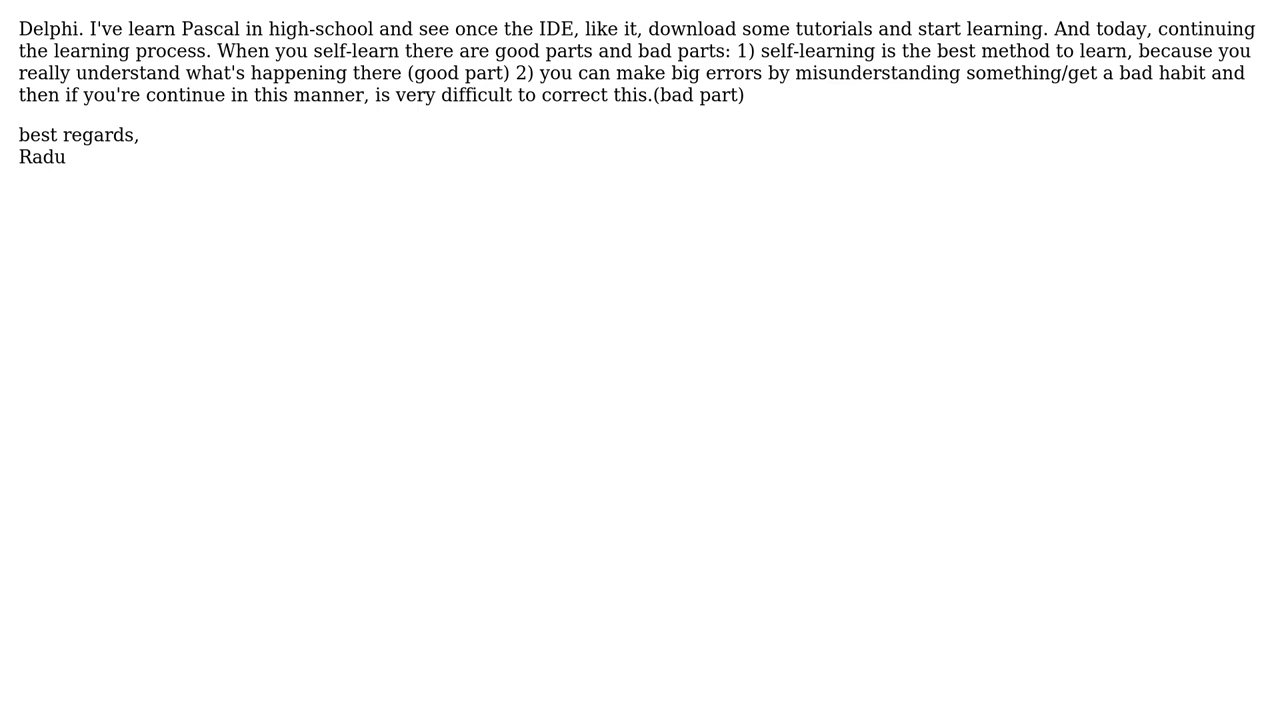 Delphi. I've learn Pascal in high-school and see once the IDE, like it, download some tutorials and start learning. And today, continuing
the learning process. When you self-learn there are good parts and bad parts: 1) self-learning is the best method to learn, because you
really understand what's happening there (good part) 2) you can make big errors by misunderstanding something/get a bad habit and
then if you're continue in this manner, is very difficult to correct this.(bad part)
best regards,
Radu